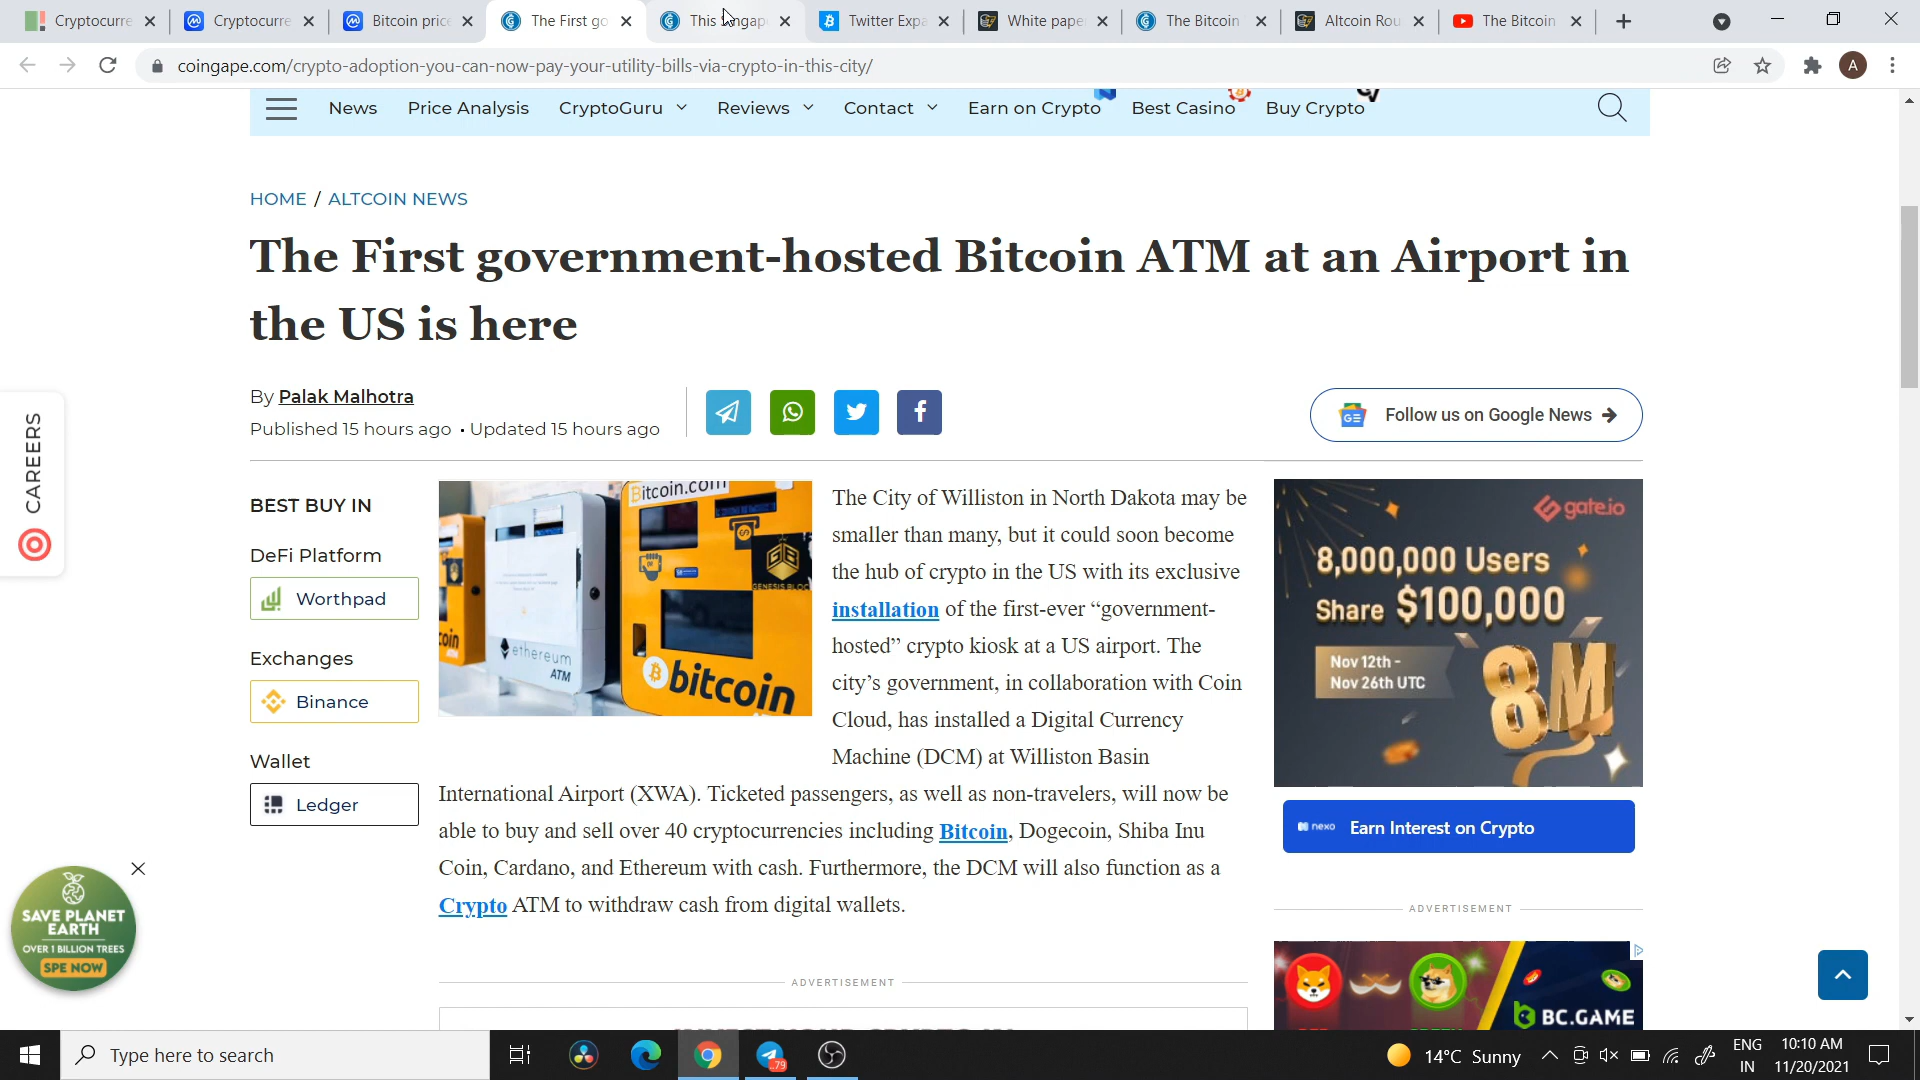 Cryptocurre
Cryptocurre
Bitcoin price
The First go
This
Twitter Expa
White pape
The Bitcoin
Altcoin Rou
The Bitcoin
coingape.com/crypto-adoption-you-can-now-pay-your-utility-bills-via-crypto-in-this-city/
A
News
Price Analysis
CryptoGuru
Reviews
Contact
Earn on Crypto
Best Casino
Buy Crypto
HOME / ALTCOIN NEWS
The First government-hosted Bitcoin ATM at an Airport in
the US is here
By Palak Malhotra
Published 15 hours ago • Updated 15 hours ago
Follow us on Google News
CAREERS
BEST BUY IN
DeFi Platform
Worthpad
Exchanges
Binance
Wallet
Ledger
Bitcoin.com
GENESIS BLOC
coin
ethereum
ATM
bitcoin
The City of Williston in North Dakota may be
smaller than many, but it could soon become
the hub of crypto in the US with its exclusive
installation of the first-ever “government-
hosted” crypto kiosk at a US airport. The
city’s government, in collaboration with Coin
Cloud, has installed a Digital Currency
Machine (DCM) at Williston Basin
International Airport (XWA). Ticketed passengers, as well as non-travelers, will now be
able to buy and sell over 40 cryptocurrencies including Bitcoin, Dogecoin, Shiba Inu
Coin, Cardano, and Ethereum with cash. Furthermore, the DCM will also function as a
Crypto ATM to withdraw cash from digital wallets.
ADVERTISEMENT
gate.io
8,000,000 Users
Share $100,000
Nov 12th -
Nov 26th UTC
8M
nexo Earn Interest on Crypto
ADVERTISEMENT
BC.GAME
SAVE PLANET
EARTH
OVER 1 BILLION TREES
SPE NOW
Type here to search
79
14°C Sunny
ENG
IN
10:10 AM
11/20/2021